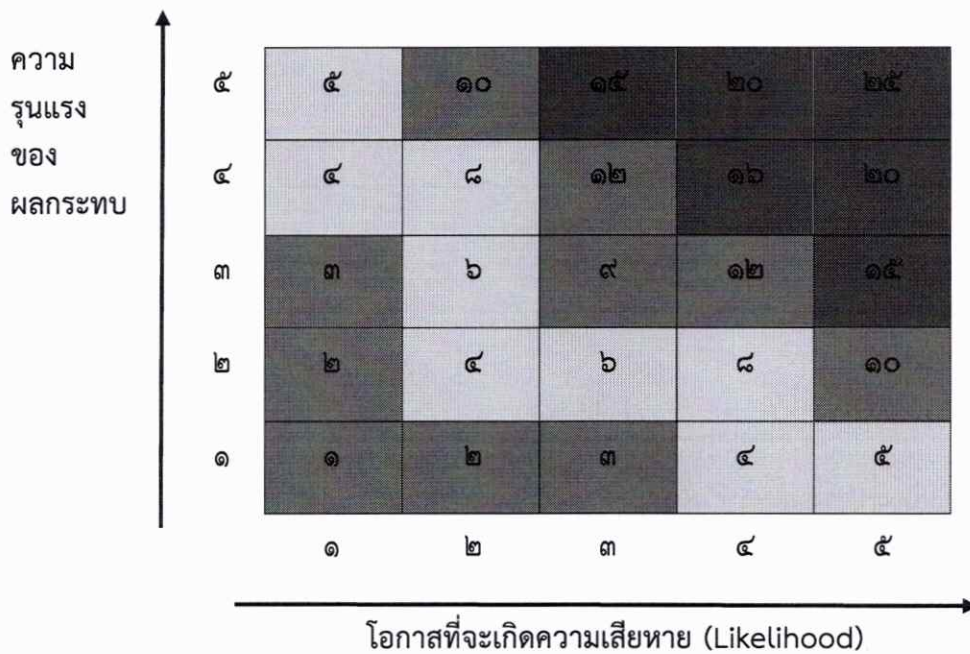 ความ
รุนแรง
ของ
ผลกระทบ
๕ ๕ ๑๐ ๑๕ ๒๐ ๒๕
๔ ๔ ๘ ๑๒ ๑๖ ๒๐
๓ ๓ ๖ ๙ ๑๒ ๑๕
๒ ๒ ๔ ๖ ๘ ๑๐
๑ ๑ ๒ ๓ ๔ ๕
๑ ๒ ๓ ๔ ๕
โอกาสที่จะเกิดความเสียหาย (Likelihood)